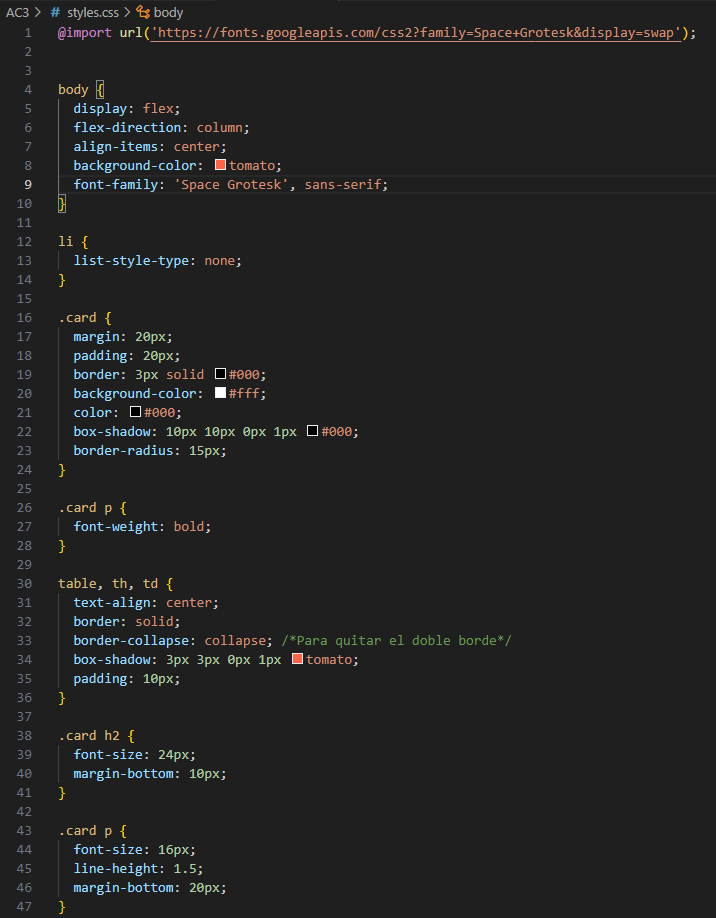 AC3 > # styles.css > body
1 @import url('https://fonts.googleapis.com/css2?family=Space+Grotesk&display=swap');
2
3
4 body {
5 display: flex;
6 flex-direction: column;
7 align-items: center;
8 background-color: tomato;
9 font-family: 'Space Grotesk', sans-serif;
10 }
11
12 li {
13 list-style-type: none;
14 }
15
16 .card {
17 margin: 20px;
18 padding: 20px;
19 border: 3px solid #000;
20 background-color: #fff;
21 color: #000;
22 box-shadow: 10px 10px 0px 1px #000;
23 border-radius: 15px;
24 }
25
26 .card p {
27 font-weight: bold;
28 }
29
30 table, th, td {
31 text-align: center;
32 border: solid;
33 border-collapse: collapse; /*Para quitar el doble borde*/
34 box-shadow: 3px 3px 0px 1px tomato;
35 padding: 10px;
36 }
37
38 .card h2 {
39 font-size: 24px;
40 margin-bottom: 10px;
41 }
42
43 .card p {
44 font-size: 16px;
45 line-height: 1.5;
46 margin-bottom: 20px;
47 }